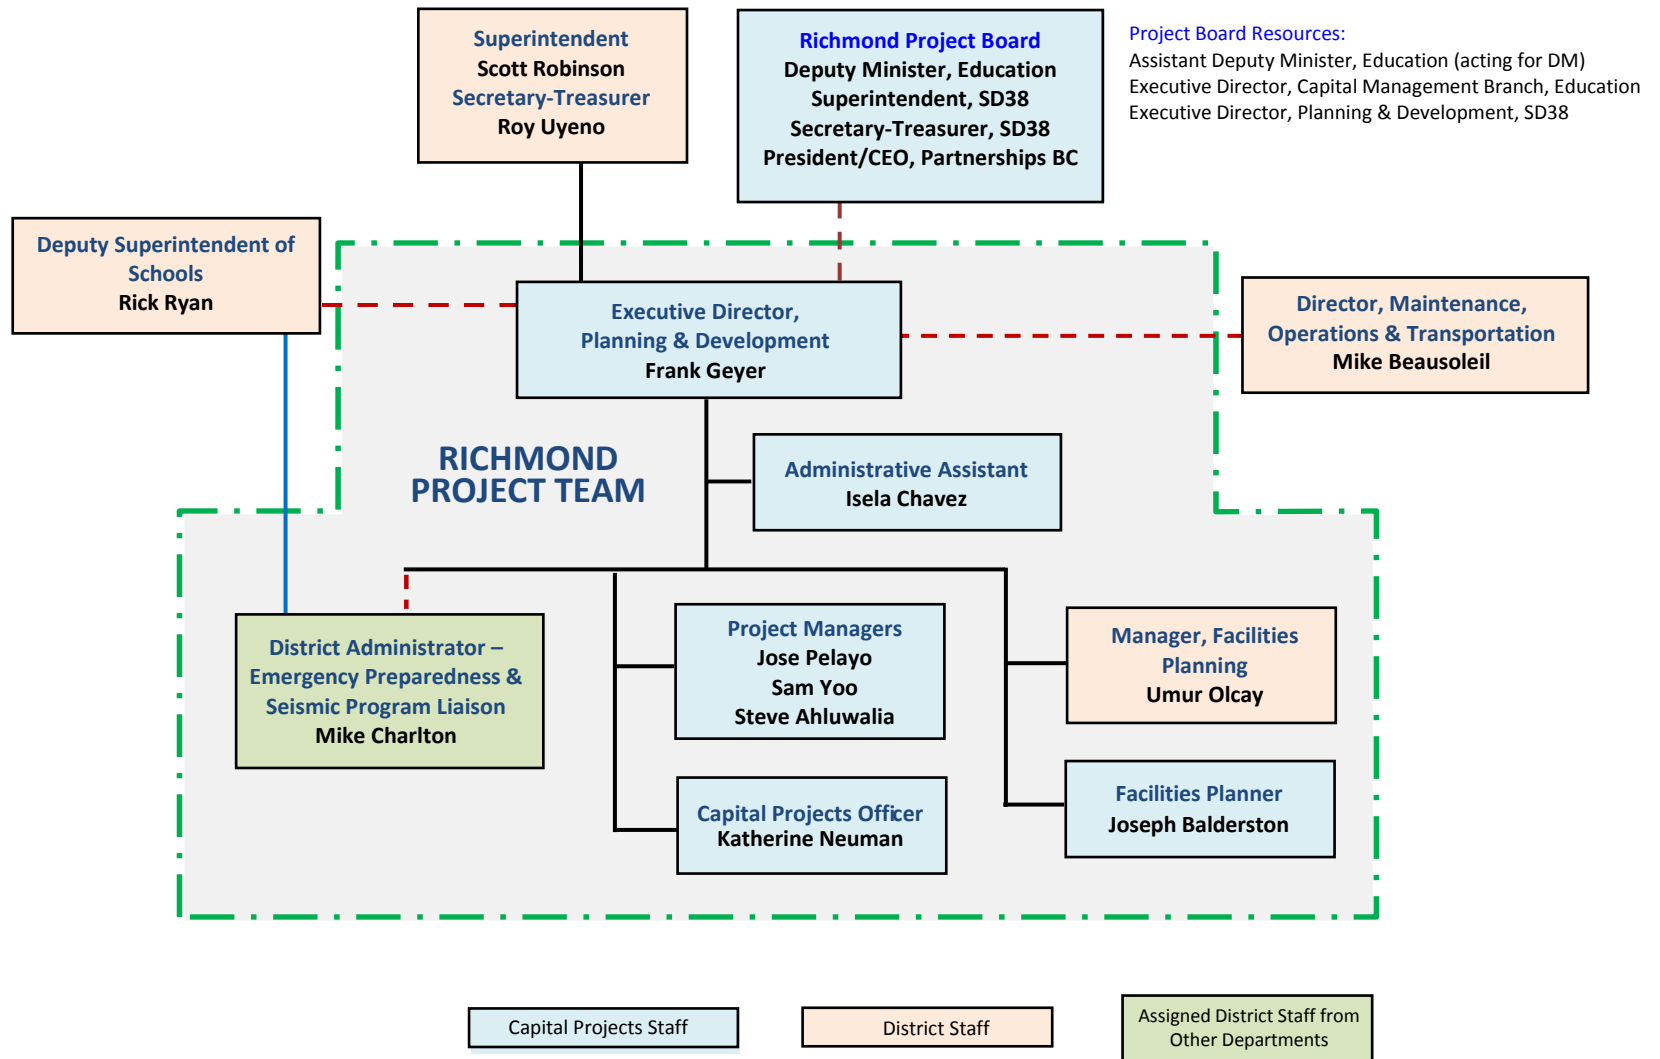 Superintendent
Scott Robinson
Secretary-Treasurer
Roy Uyeno
Richmond Project Board
Deputy Minister, Education
Superintendent, SD38
Secretary-Treasurer, SD38
President/CEO, Partnerships BC
Project Board Resources:
Assistant Deputy Minister, Education (acting for DM)
Executive Director, Capital Management Branch, Education
Executive Director, Planning & Development, SD38
Deputy Superintendent of
Schools
Rick Ryan
Executive Director,
Planning & Development
Frank Geyer
Director, Maintenance,
Operations & Transportation
Mike Beausoleil
RICHMOND
PROJECT TEAM
Administrative Assistant
Isela Chavez
District Administrator –
Emergency Preparedness &
Seismic Program Liaison
Mike Charlton
Project Managers
Jose Pelayo
Sam Yoo
Steve Ahluwalia
Manager, Facilities
Planning
Umur Olcay
Capital Projects Officer
Katherine Neuman
Facilities Planner
Joseph Balderston
Capital Projects Staff
District Staff
Assigned District Staff from
Other Departments